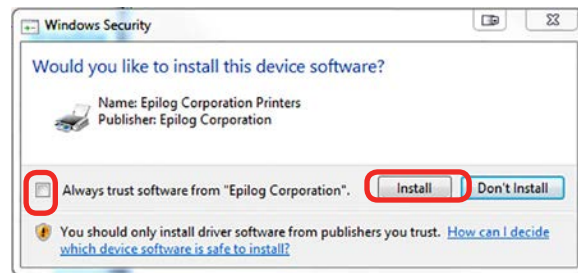 Windows Security
Would you like to install this device software?
Name: Epilog Corporation Printers
Publisher: Epilog Corporation
Always trust software from "Epilog Corporation". Install Don't Install
You should only install driver software from publishers you trust. How can I decide
which device software is safe to install?